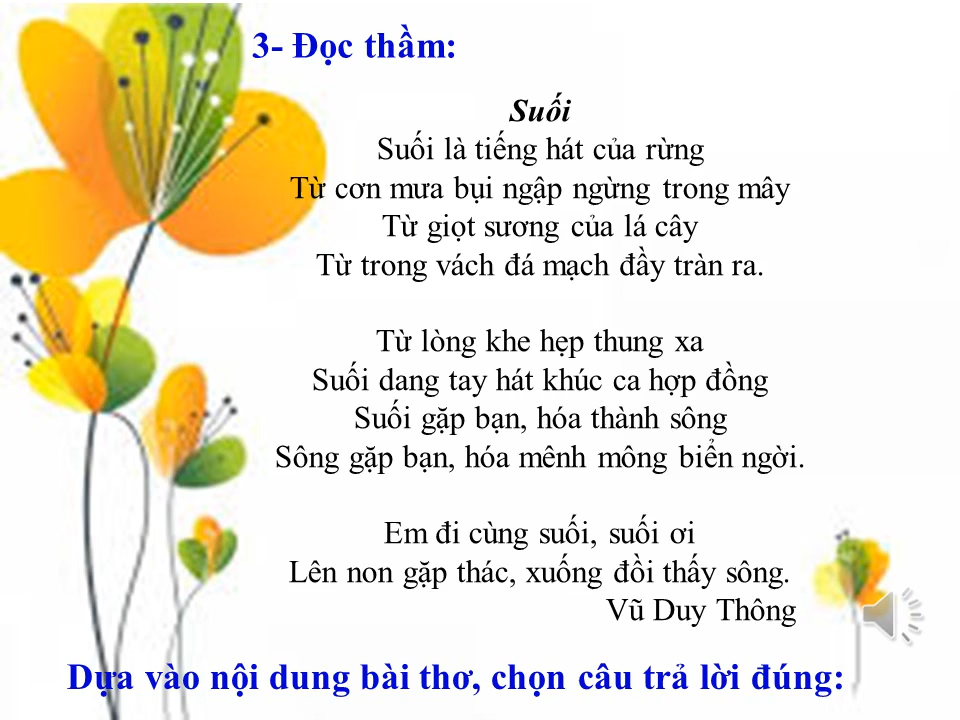 3- Đọc thầm:
Suối
Suối là tiếng hát của rừng
Từ cơn mưa bụi ngập ngừng trong mây
Từ giọt sương của lá cây
Từ trong vách đá mạch đầy tràn ra.
Từ lòng khe hẹp thung xa
Suối dang tay hát khúc ca hợp đồng
Suối gặp bạn, hóa thành sông
Sông gặp bạn, hóa mênh mông biển ngời.
Em đi cùng suối, suối ơi
Lên non gặp thác, xuống đồi thấy sông.
Vũ Duy Thông
Dựa vào nội dung bài thơ, chọn câu trả lời đúng: